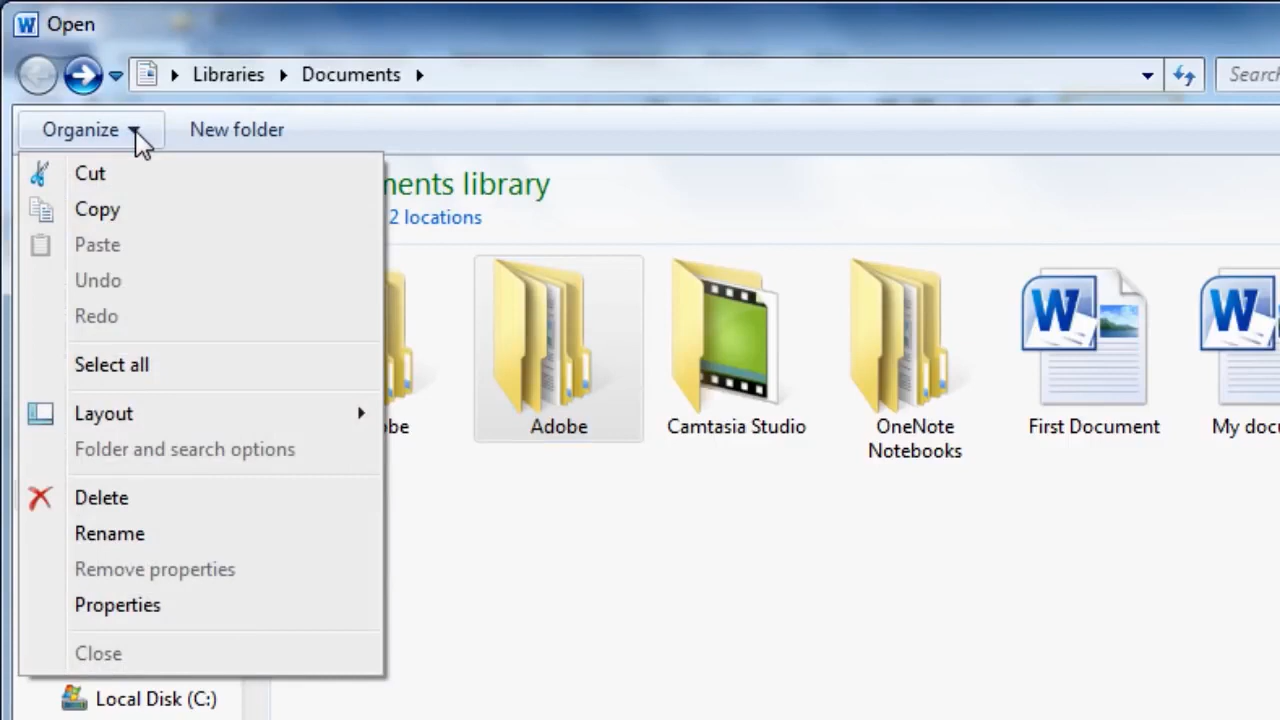 Open
Libraries
Documents
Search
Organize
New folder
Cut
Copy
Paste
Undo
Redo
Select all
Layout
Folder and search options
Delete
Rename
Remove properties
Properties
Close
Local Disk (C:)
ments library
2 locations
be
Adobe
Camtasia Studio
OneNote
Notebooks
First Document
My docu